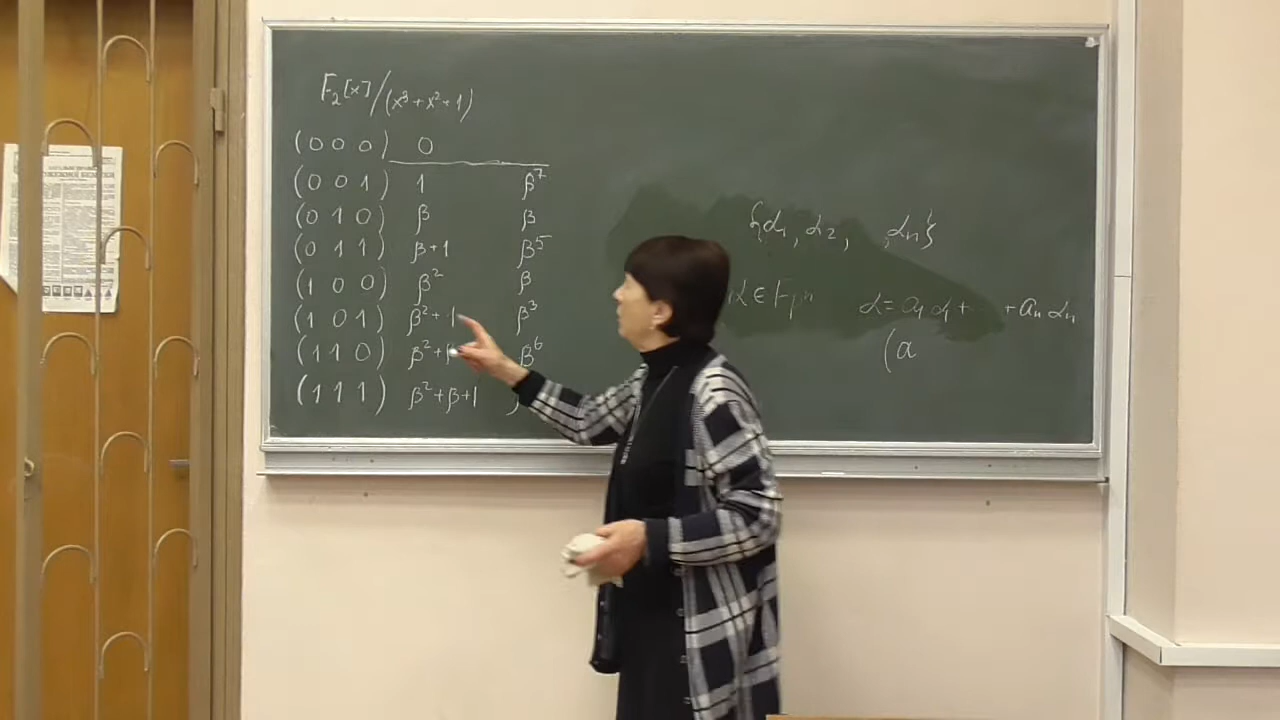 F₂[x]/(x³+x²+1)
(0 0 0) 0
(0 0 1) 1 β⁷
(0 1 0) β β
(0 1 1) β+1 β⁵
(1 0 0) β² β
(1 0 1) β²+1 β³
(1 1 0) β²+ β⁶
(1 1 1) β²+β+1
{α₁, α₂, ,αₙ}
α ∈ Fpⁿ α = a₁α₁+ +aₙαₙ
(a